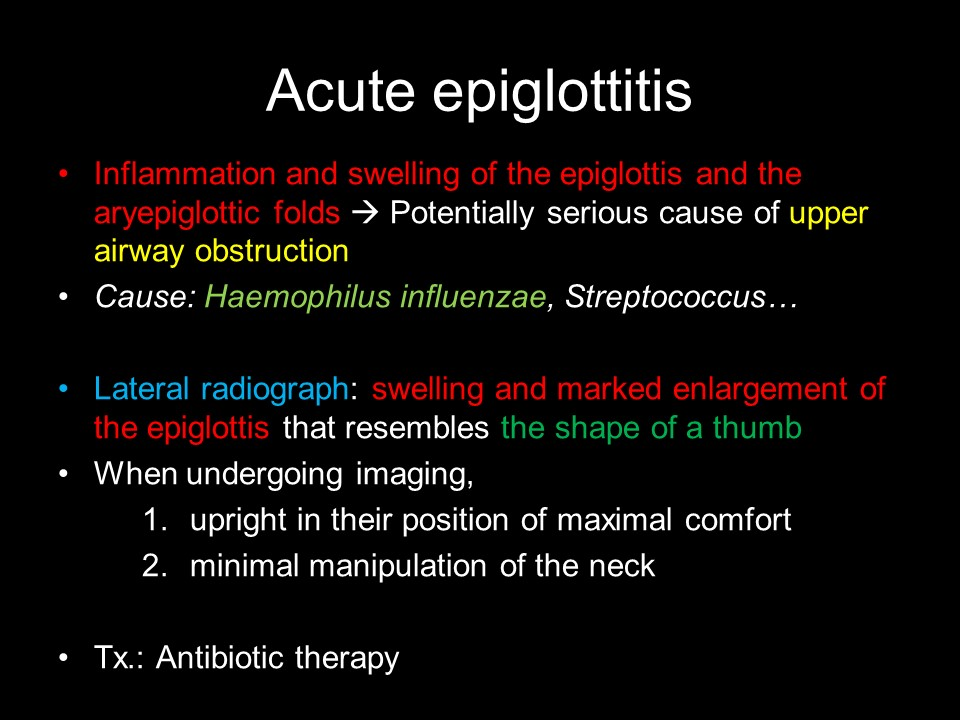 Acute epiglottitis
• Inflammation and swelling of the epiglottis and the
aryepiglottic folds → Potentially serious cause of upper
airway obstruction
• Cause: Haemophilus influenzae, Streptococcus…
• Lateral radiograph: swelling and marked enlargement of
the epiglottis that resembles the shape of a thumb
• When undergoing imaging,
1. upright in their position of maximal comfort
2. minimal manipulation of the neck
• Tx.: Antibiotic therapy